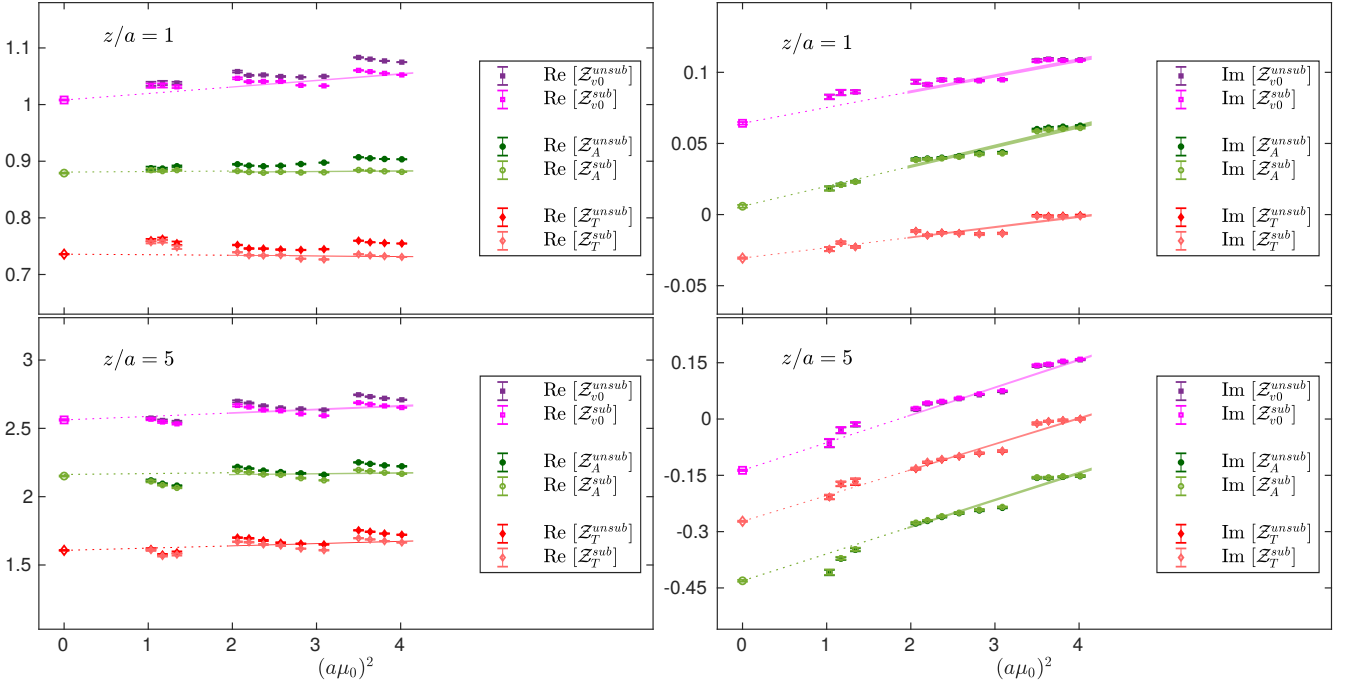 z/a = 1
1.1
1
0.9
0.8
0.7
Re [𝒵_{v0}^{unsub}]
Re [𝒵_{v0}^{sub}]
Re [𝒵_A^{unsub}]
Re [𝒵_A^{sub}]
Re [𝒵_T^{unsub}]
Re [𝒵_T^{sub}]
z/a = 1
0.1
0.05
0
-0.05
Im [𝒵_{v0}^{unsub}]
Im [𝒵_{v0}^{sub}]
Im [𝒵_A^{unsub}]
Im [𝒵_A^{sub}]
Im [𝒵_T^{unsub}]
Im [𝒵_T^{sub}]
z/a = 5
3
2.5
2
1.5
Re [𝒵_{v0}^{unsub}]
Re [𝒵_{v0}^{sub}]
Re [𝒵_A^{unsub}]
Re [𝒵_A^{sub}]
Re [𝒵_T^{unsub}]
Re [𝒵_T^{sub}]
0 1 2 3 4
(aμ₀)²
z/a = 5
0.15
0
-0.15
-0.3
-0.45
Im [𝒵_{v0}^{unsub}]
Im [𝒵_{v0}^{sub}]
Im [𝒵_A^{unsub}]
Im [𝒵_A^{sub}]
Im [𝒵_T^{unsub}]
Im [𝒵_T^{sub}]
0 1 2 3 4
(aμ₀)²